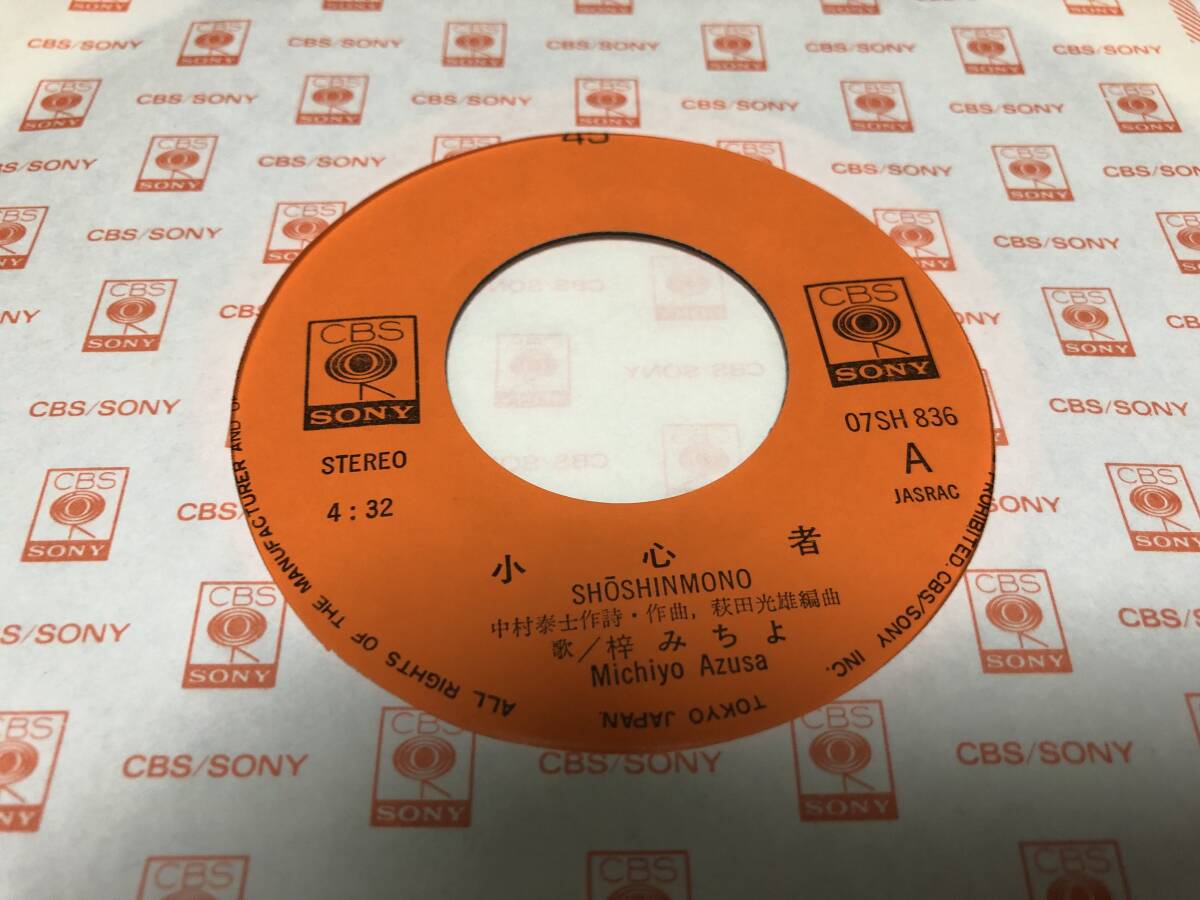 45
CBS
SONY
CBS
SONY
STEREO
4:32
07SH 836
A
JASRAC
小心者
SHŌSHINMONO
中村泰士作詩・作曲, 萩田光雄編曲
歌/梓みちよ
Michiyo Azusa
ALL RIGHTS OF THE MANUFACTURER AND
PROHIBITED. CBS/SONY INC.
TOKYO JAPAN
CBS/SONY
CBS
SONY